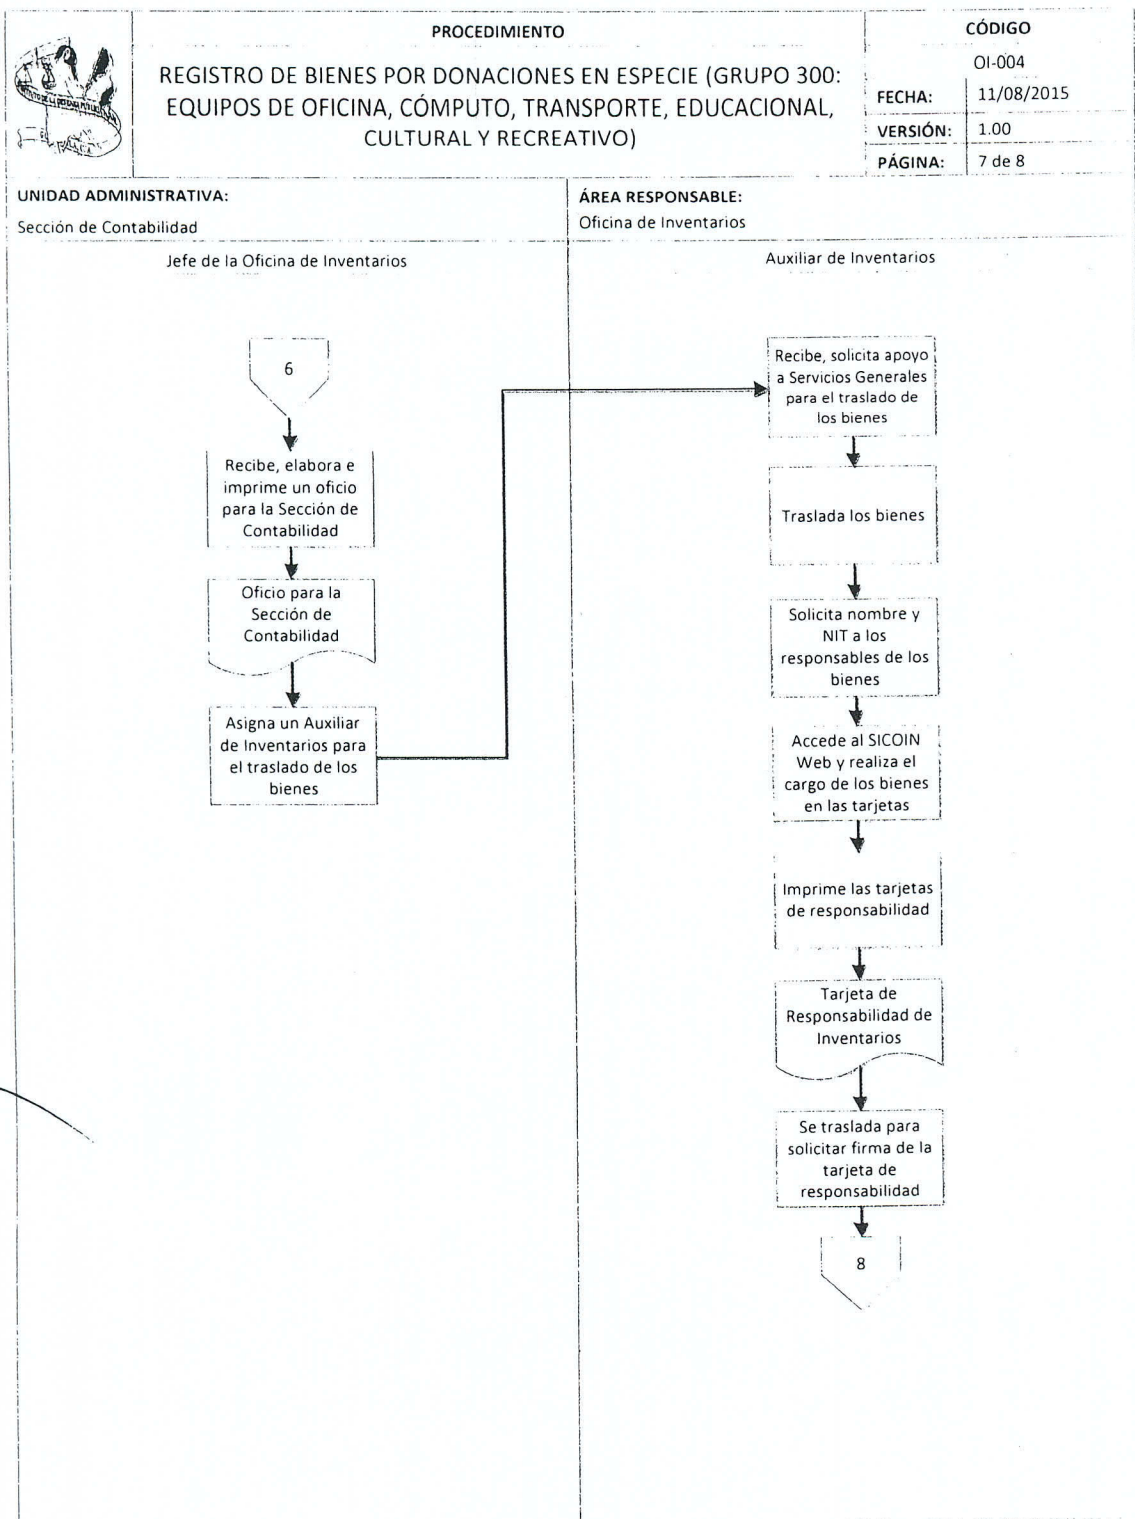 PROCEDIMIENTO
REGISTRO DE BIENES POR DONACIONES EN ESPECIE (GRUPO 300:
EQUIPOS DE OFICINA, CÓMPUTO, TRANSPORTE, EDUCACIONAL,
CULTURAL Y RECREATIVO)
CÓDIGO
OI-004
FECHA: 11/08/2015
VERSIÓN: 1.00
PÁGINA: 7 de 8
UNIDAD ADMINISTRATIVA:
Sección de Contabilidad
ÁREA RESPONSABLE:
Oficina de Inventarios
Jefe de la Oficina de Inventarios
6
Recibe, elabora e
imprime un oficio
para la Sección de
Contabilidad
Oficio para la
Sección de
Contabilidad
Asigna un Auxiliar
de Inventarios para
el traslado de los
bienes
Auxiliar de Inventarios
Recibe, solicita apoyo
a Servicios Generales
para el traslado de
los bienes
Traslada los bienes
Solicita nombre y
NIT a los
responsables de los
bienes
Accede al SICOIN
Web y realiza el
cargo de los bienes
en las tarjetas
Imprime las tarjetas
de responsabilidad
Tarjeta de
Responsabilidad de
Inventarios
Se traslada para
solicitar firma de la
tarjeta de
responsabilidad
8